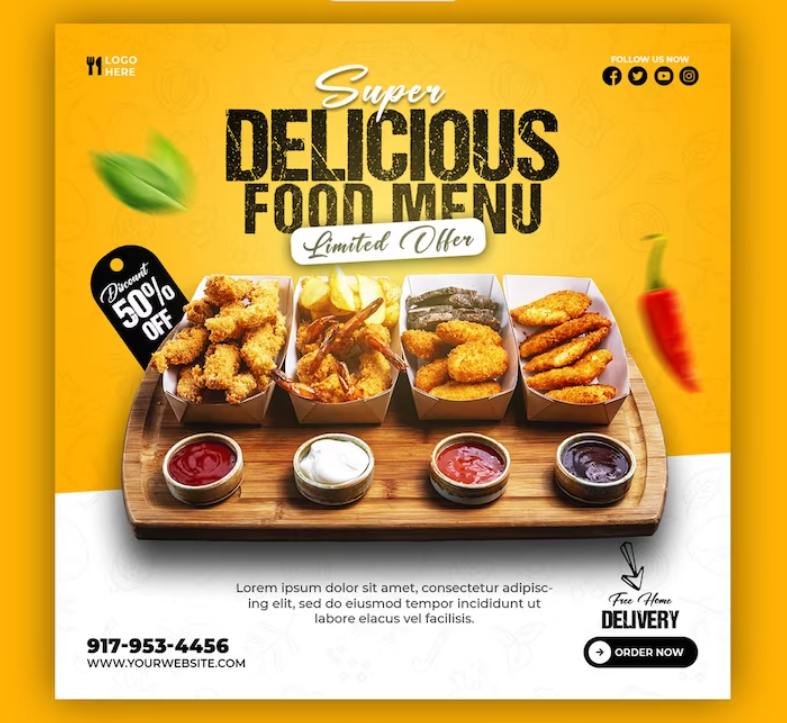 LOGO
HERE
FOLLOW US NOW
Super
DELICIOUS
FOOD MENU
Limited Offer
Discount
50%
OFF
Lorem ipsum dolor sit amet, consectetur adipisc-
ing elit, sed do eiusmod tempor incididunt ut
labore elacus vel facilisis.
Free Home
DELIVERY
ORDER NOW
917-953-4456
WWW.YOURWEBSITE.COM